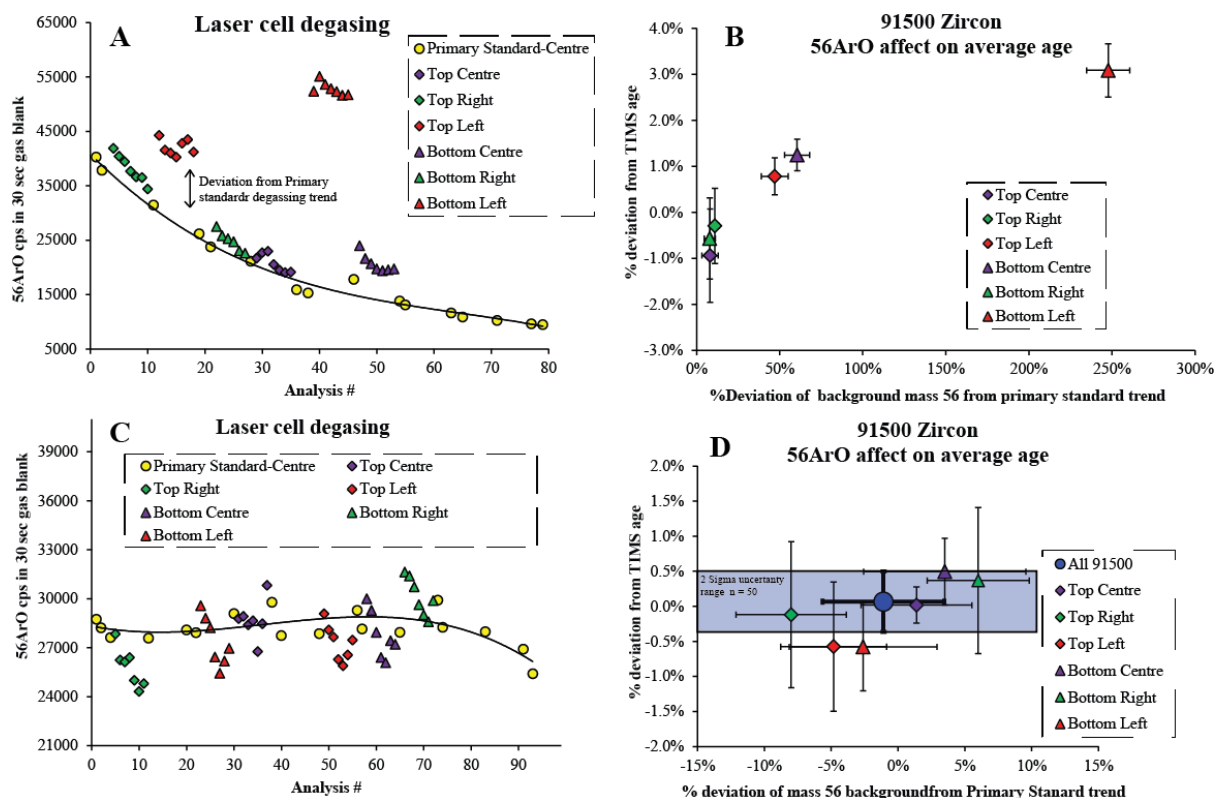 A
Laser cell degasing
65000
55000
45000
35000
25000
15000
5000
56ArO cps in 30 sec gas blank
Primary Standard-Centre
Top Centre
Top Right
Top Left
Bottom Centre
Bottom Right
Bottom Left
Deviation from Primary
standardr degassing trend
0 10 20 30 40 50 60 70 80
Analysis #
B
91500 Zircon
56ArO affect on average age
4.0%
3.0%
2.0%
1.0%
0.0%
-1.0%
-2.0%
-3.0%
% deviation from TIMS age
Top Centre
Top Right
Top Left
Bottom Centre
Bottom Right
Bottom Left
0% 50% 100% 150% 200% 250% 300%
%Deviation of background mass 56 from primary standard trend
C
Laser cell degasing
39000
36000
33000
30000
27000
24000
21000
56ArO cps in 30 sec gas blank
Primary Standard-Centre Top Centre
Top Right Top Left
Bottom Centre Bottom Right
Bottom Left
0 10 20 30 40 50 60 70 80 90
Analysis #
D
91500 Zircon
56ArO affect on average age
2.0%
1.5%
1.0%
0.5%
0.0%
-0.5%
-1.0%
-1.5%
-2.0%
% deviation from TIMS age
2 Sigma uncertanty
range n = 50
All 91500
Top Centre
Top Right
Top Left
Bottom Centre
Bottom Right
Bottom Left
-15% -10% -5% 0% 5% 10% 15%
% deviation of mass 56 backgroundfrom Primary Stanard trend